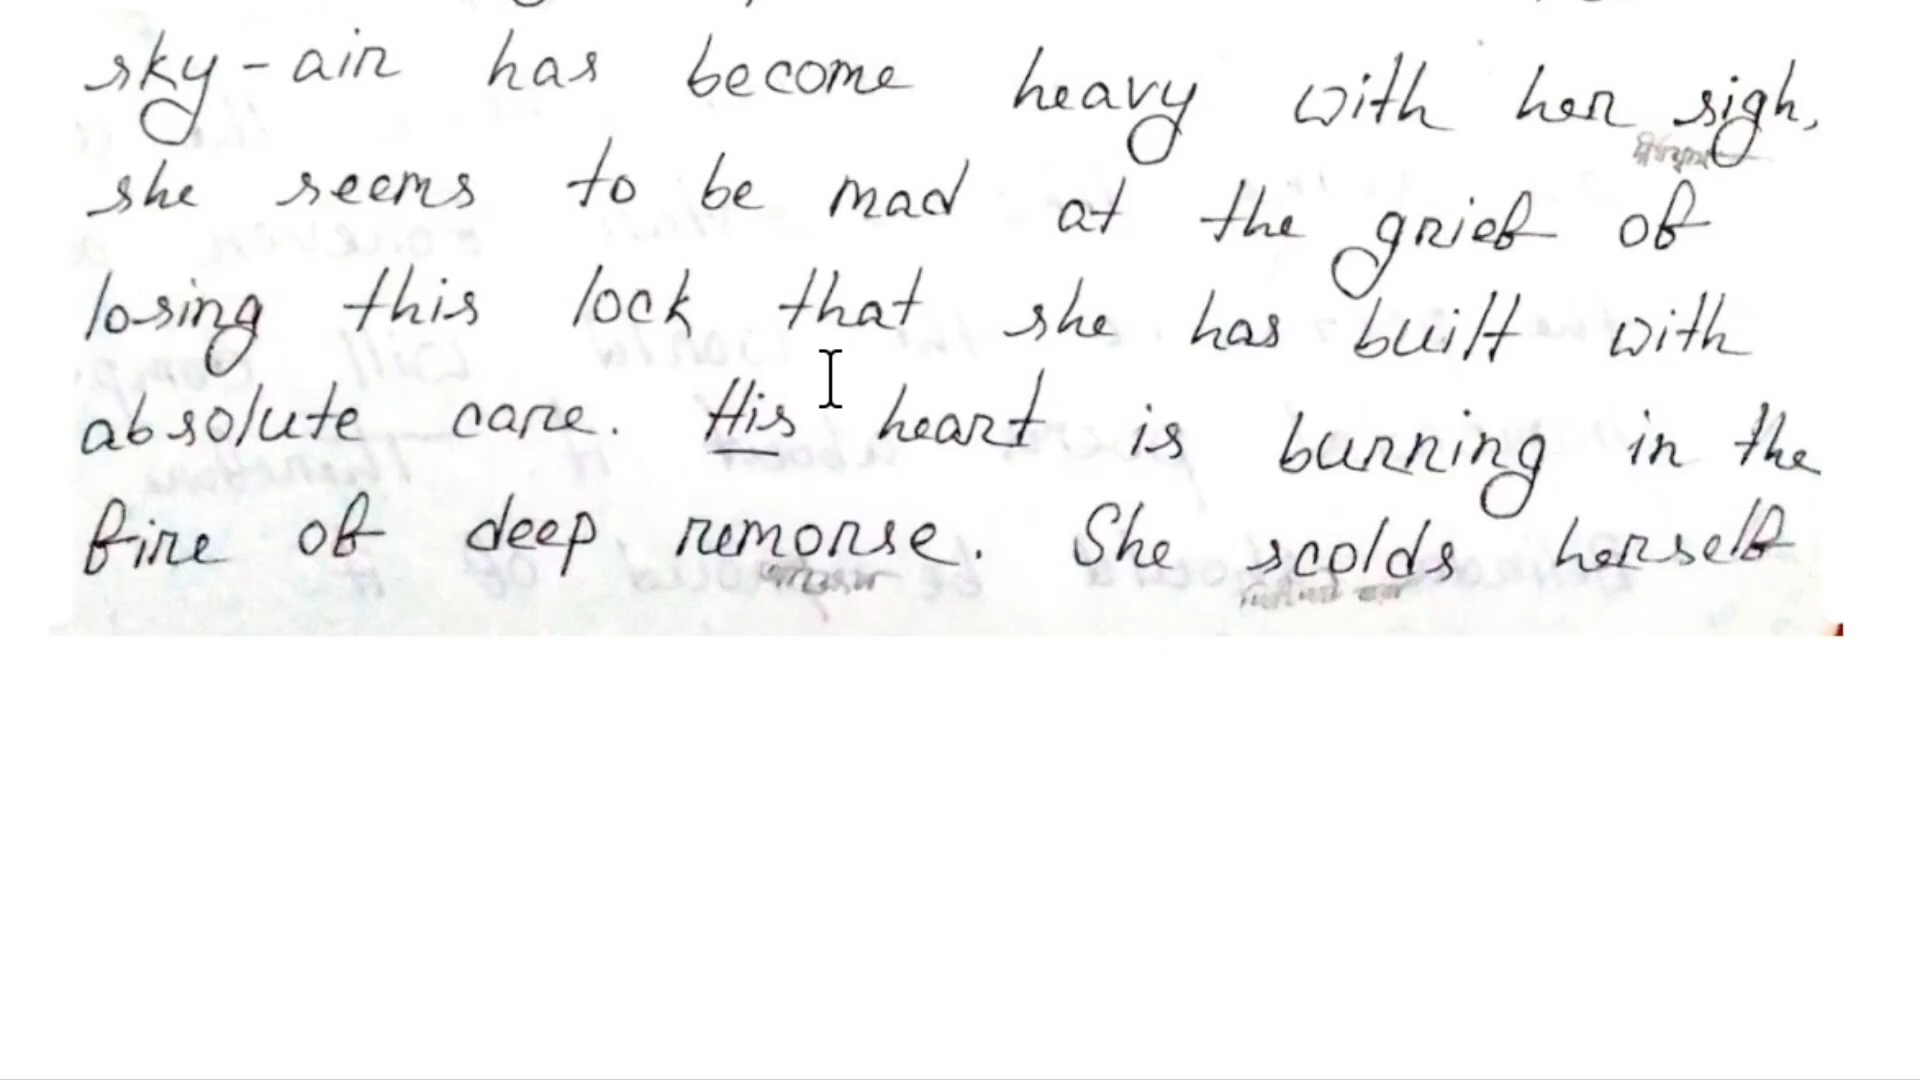 sky-air has become heavy with her sigh,
she seems to be mad at the grief of
losing this lock that she has built with
absolute care. His heart is burning in the
fire of deep remorse. She scolds herself